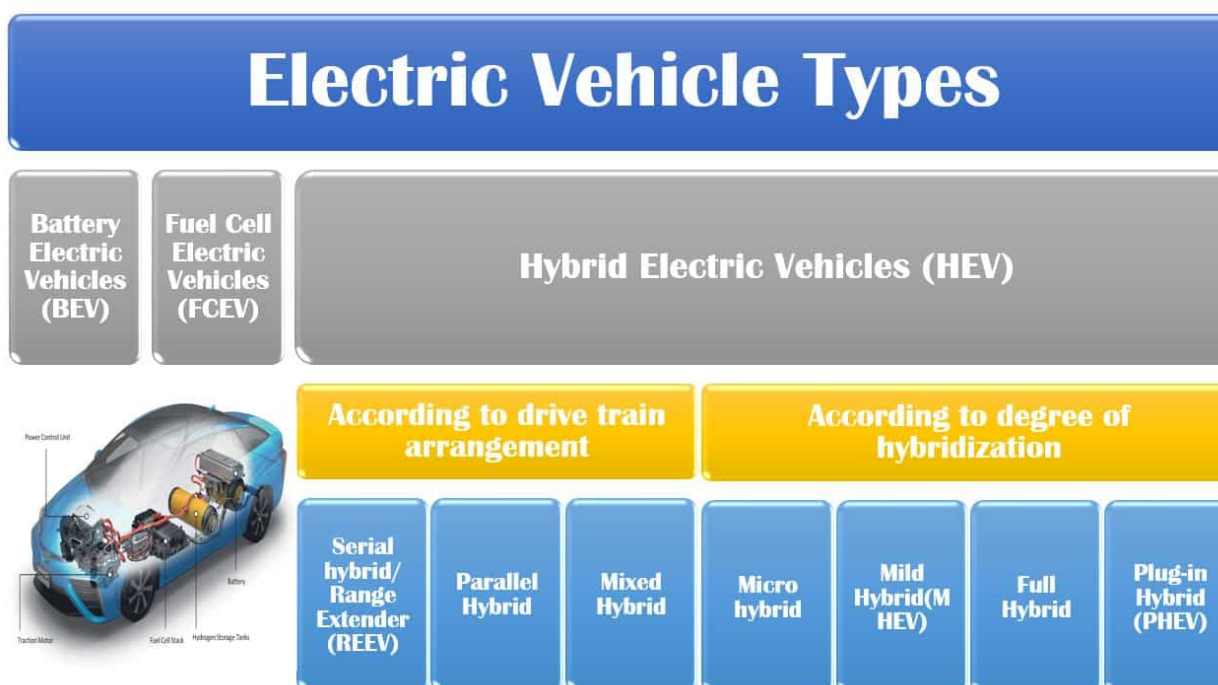 Electric Vehicle Types
Battery
Electric
Vehicles
(BEV)
Fuel Cell
Electric
Vehicles
(FCEV)
Hybrid Electric Vehicles (HEV)
According to drive train
arrangement
According to degree of
hybridization
Power Control Unit
Battery
Traction Motor
Fuel Cell Stack
Hydrogen Storage Tanks
Serial
hybrid/
Range
Extender
(REEV)
Parallel
Hybrid
Mixed
Hybrid
Micro
hybrid
Mild
Hybrid(M
HEV)
Full
Hybrid
Plug-in
Hybrid
(PHEV)